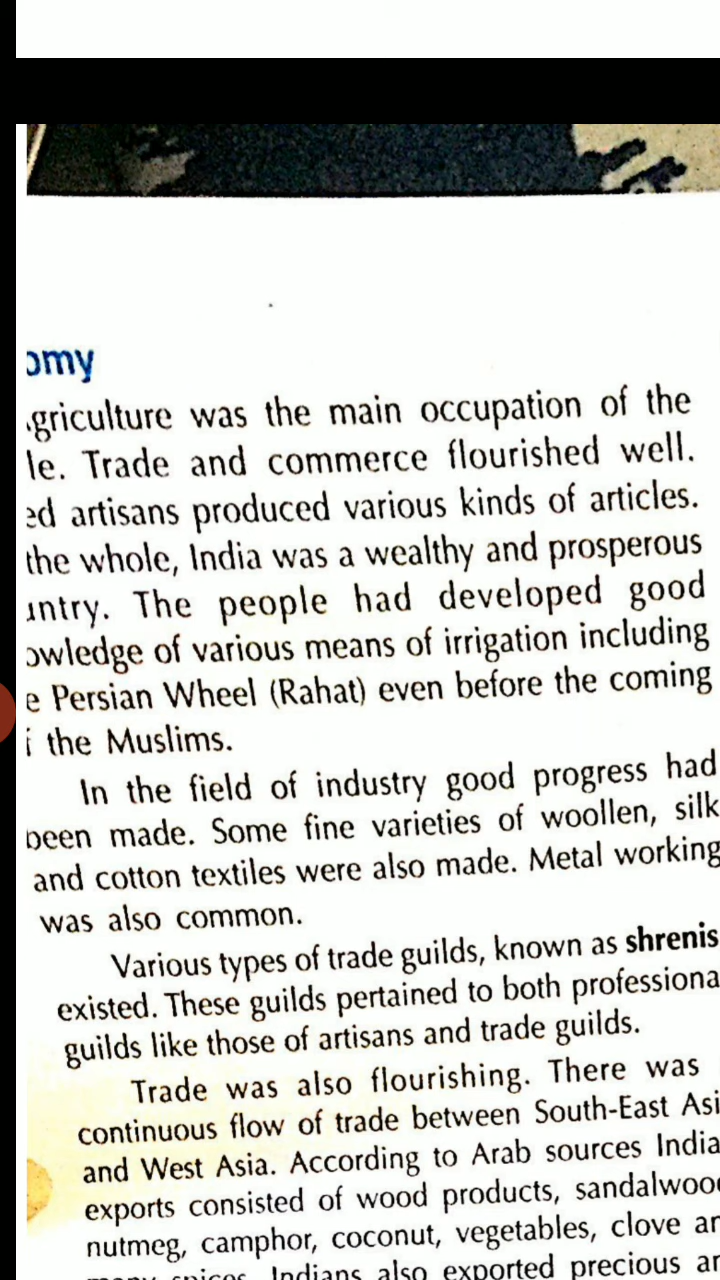 omy
griculture was the main occupation of the
le. Trade and commerce flourished well.
ed artisans produced various kinds of articles.
the whole, India was a wealthy and prosperous
untry. The people had developed good
owledge of various means of irrigation including
e Persian Wheel (Rahat) even before the coming
f the Muslims.
In the field of industry good progress had
been made. Some fine varieties of woollen, silk
and cotton textiles were also made. Metal working
was also common.
Various types of trade guilds, known as shrenis
existed. These guilds pertained to both professiona
guilds like those of artisans and trade guilds.
Trade was also flourishing. There was
continuous flow of trade between South-East Asi
and West Asia. According to Arab sources India
exports consisted of wood products, sandalwood
nutmeg, camphor, coconut, vegetables, clove an
many spices. Indians also exported precious an